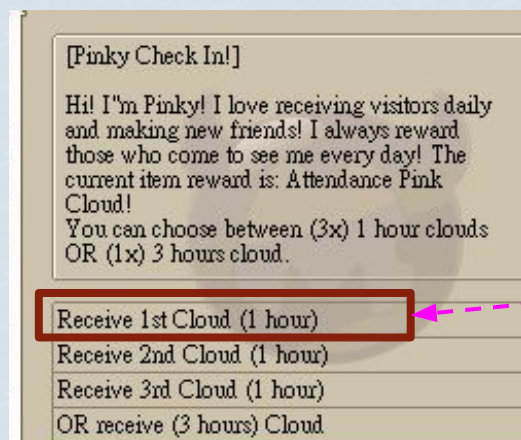 [Pinky Check In!]
Hi! I"m Pinky! I love receiving visitors daily
and making new friends! I always reward
those who come to see me every day! The
current item reward is: Attendance Pink
Cloud!
You can choose between (3x) 1 hour clouds
OR (1x) 3 hours cloud.
Receive 1st Cloud (1 hour)
Receive 2nd Cloud (1 hour)
Receive 3rd Cloud (1 hour)
OR receive (3 hours) Cloud